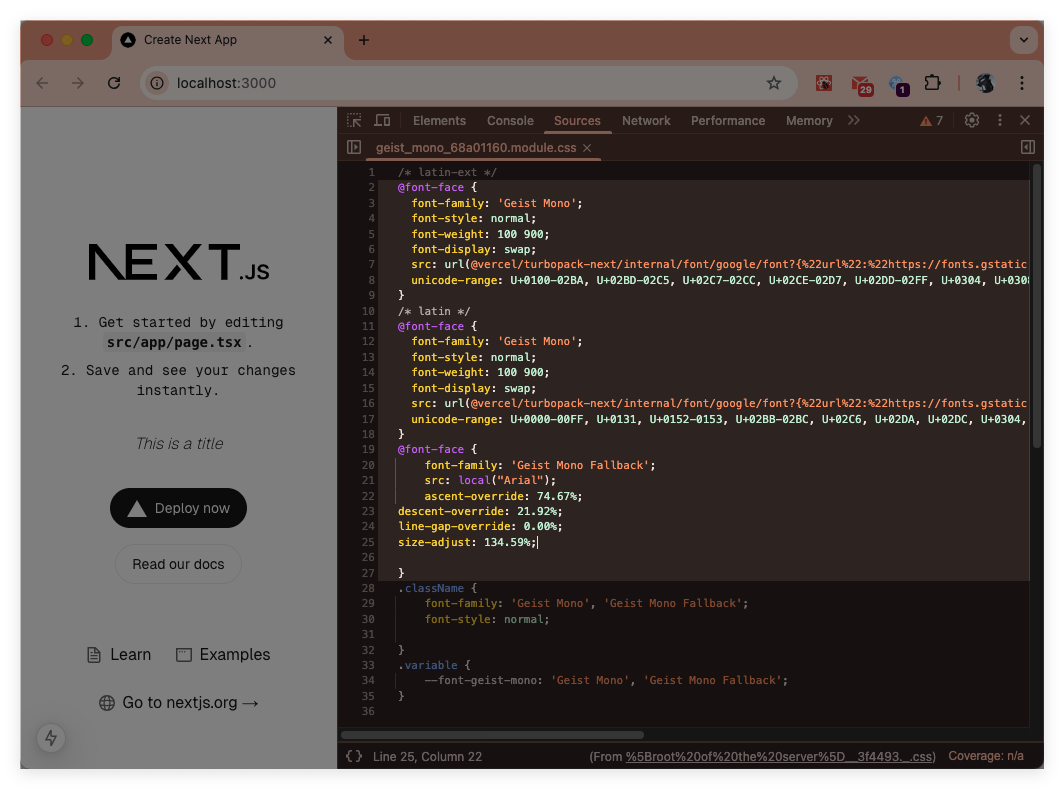 Create Next App
localhost:3000
29
1
NEXT.JS
1. Get started by editing
src/app/page.tsx.
2. Save and see your changes
instantly.
This is a title
Deploy now
Read our docs
Learn
Examples
Go to nextjs.org →
Elements Console Sources Network Performance Memory
7
geist_mono_68a01160.module.css
1 /* latin-ext */
2 @font-face {
3 font-family: 'Geist Mono';
4 font-style: normal;
5 font-weight: 100 900;
6 font-display: swap;
7 src: url(@vercel/turbopack-next/internal/font/google/font?{%22url%22:%22https://fonts.gstatic
8 unicode-range: U+0100-02BA, U+02BD-02C5, U+02C7-02CC, U+02CE-02D7, U+02DD-02FF, U+0304, U+030
9 }
10 /* latin */
11 @font-face {
12 font-family: 'Geist Mono';
13 font-style: normal;
14 font-weight: 100 900;
15 font-display: swap;
16 src: url(@vercel/turbopack-next/internal/font/google/font?{%22url%22:%22https://fonts.gstatic
17 unicode-range: U+0000-00FF, U+0131, U+0152-0153, U+02BB-02BC, U+02C6, U+02DA, U+02DC, U+0304,
18 }
19 @font-face {
20 font-family: 'Geist Mono Fallback';
21 src: local("Arial");
22 ascent-override: 74.67%;
23 descent-override: 21.92%;
24 line-gap-override: 0.00%;
25 size-adjust: 134.59%;
26
27 }
28 .className {
29 font-family: 'Geist Mono', 'Geist Mono Fallback';
30 font-style: normal;
31
32 }
33 .variable {
34 --font-geist-mono: 'Geist Mono', 'Geist Mono Fallback';
35 }
36
{ } Line 25, Column 22
(From %5Broot%20of%20the%20server%5D__3f4493._.css)
Coverage: n/a